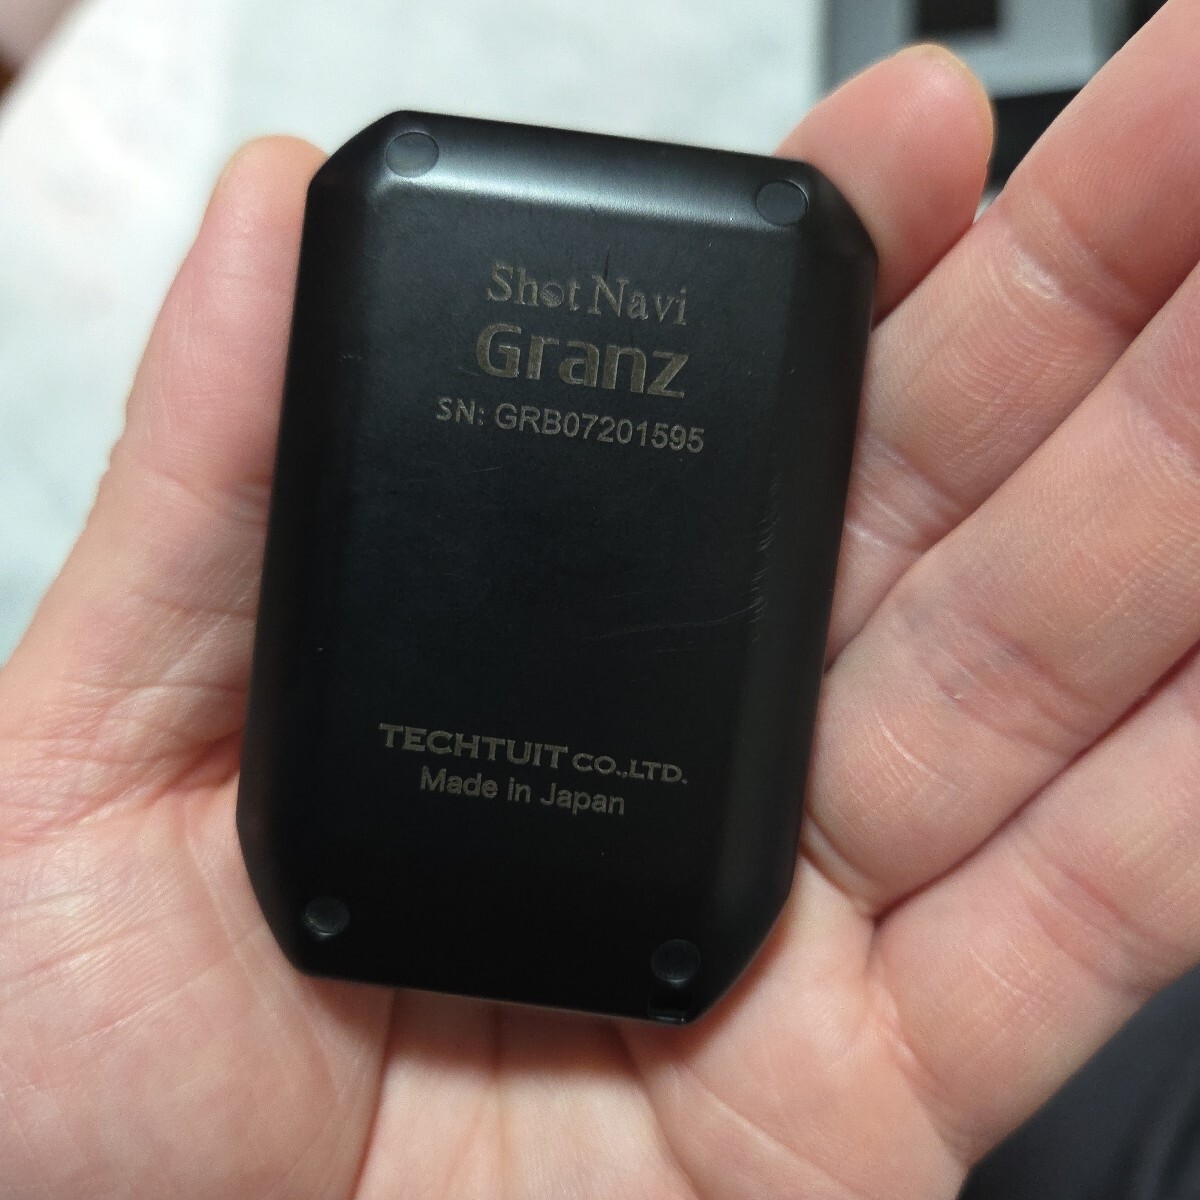 Shot Navi
Granz
SN: GRB07201595
TECHTUIT CO.,LTD.
Made in Japan